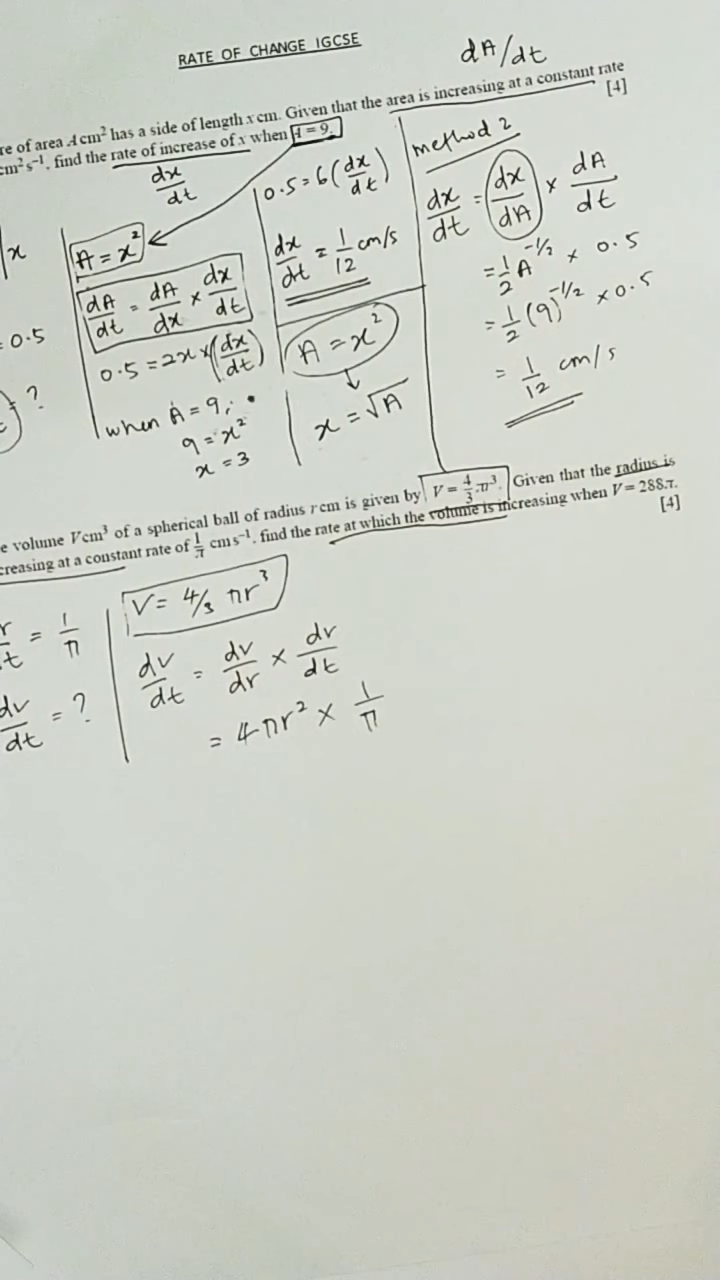 RATE OF CHANGE IGCSE
dA/dt
re of area A cm² has a side of length x cm. Given that the area is increasing at a constant rate
cm² s⁻¹, find the rate of increase of x when A = 9. [4]
dx/dt
x
A = x²
dA/dt = dA/dx × dx/dt
= 0.5
0.5 = 2x × (dx/dt)
= ?
when A = 9,
9 = x²
x = 3
0.5 = 6 (dx/dt)
dx/dt = 1/12 cm/s
A = x²
x = √A
method 2
dx/dt = dx/dA × dA/dt
= 1/2 A^-1/2 × 0.5
= 1/2 (9)^-1/2 × 0.5
= 1/12 cm/s
e volume V cm³ of a spherical ball of radius r cm is given by V = 4/3 πr³. Given that the radius is
creasing at a constant rate of 1/π cm s⁻¹, find the rate at which the volume is increasing when V = 288π. [4]
r/t = 1/π
dv/dt = ?
V = 4/3 πr³
dv/dt = dv/dr × dr/dt
= 4πr² × 1/π